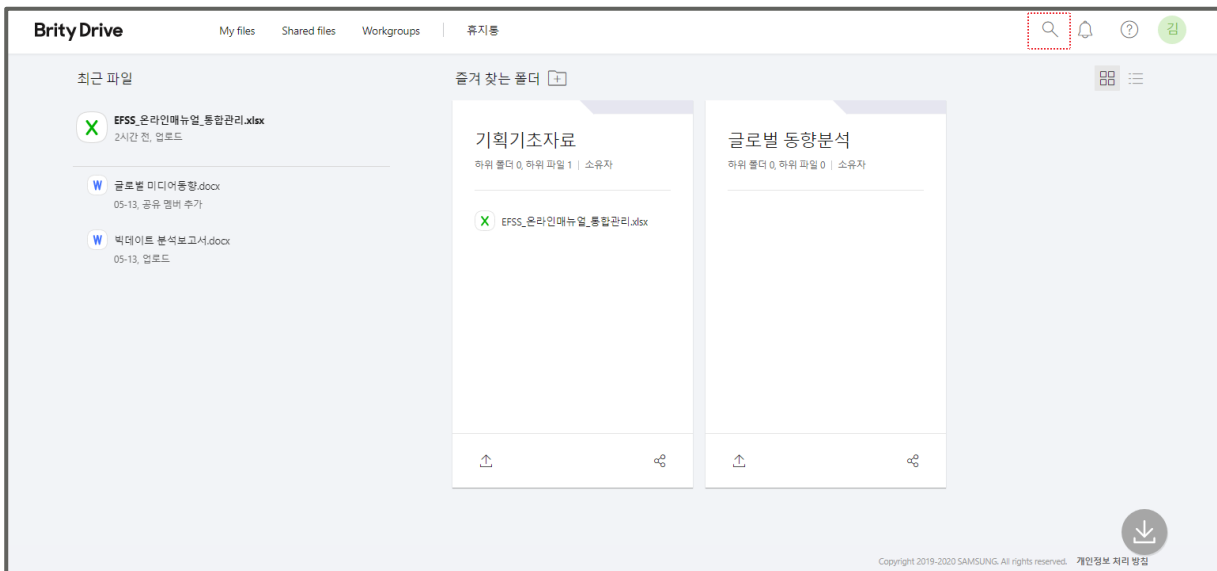 Brity Drive
My files Shared files Workgroups 휴지통
김
최근 파일
EFSS_온라인매뉴얼_통합관리.xlsx
2시간 전, 업로드
글로벌 미디어동향.docx
05-13, 공유 멤버 추가
빅데이트 분석보고서.docx
05-13, 업로드
즐겨 찾는 폴더
기획기초자료
하위 폴더 0, 하위 파일 1 | 소유자
EFSS_온라인매뉴얼_통합관리.xlsx
글로벌 동향분석
하위 폴더 0, 하위 파일 0 | 소유자
Copyright 2019-2020 SAMSUNG. All rights reserved. 개인정보 처리 방침